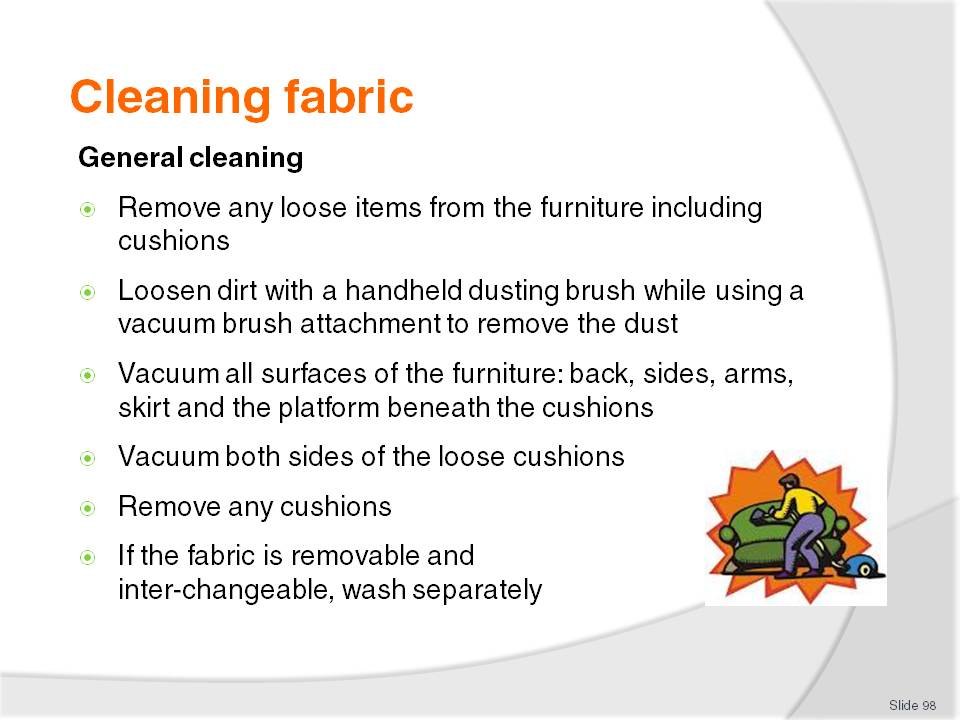 Cleaning fabric
General cleaning
Remove any loose items from the furniture including
cushions
Loosen dirt with a handheld dusting brush while using a
vacuum brush attachment to remove the dust
Vacuum all surfaces of the furniture: back, sides, arms,
skirt and the platform beneath the cushions
Vacuum both sides of the loose cushions
Remove any cushions
If the fabric is removable and
inter-changeable, wash separately
Slide 98